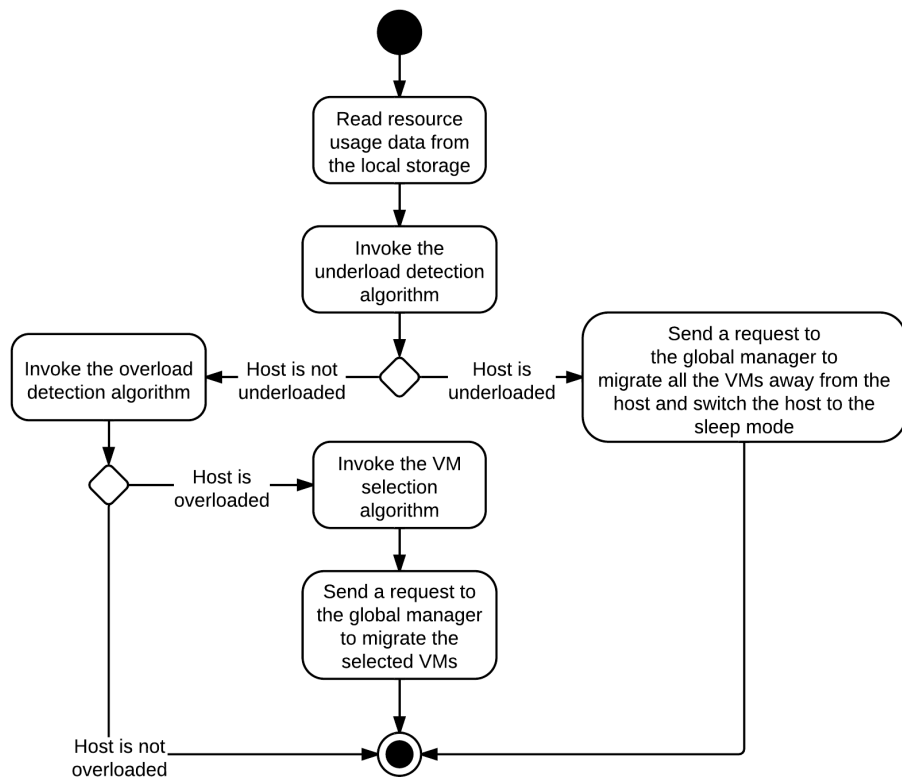 Read resource
usage data from
the local storage
Invoke the
underload detection
algorithm
Host is not
underloaded
Host is
underloaded
Send a request to
the global manager to
migrate all the VMs away from the
host and switch the host to the
sleep mode
Invoke the overload
detection algorithm
Host is
overloaded
Invoke the VM
selection
algorithm
Send a request to
the global manager
to migrate the
selected VMs
Host is not
overloaded